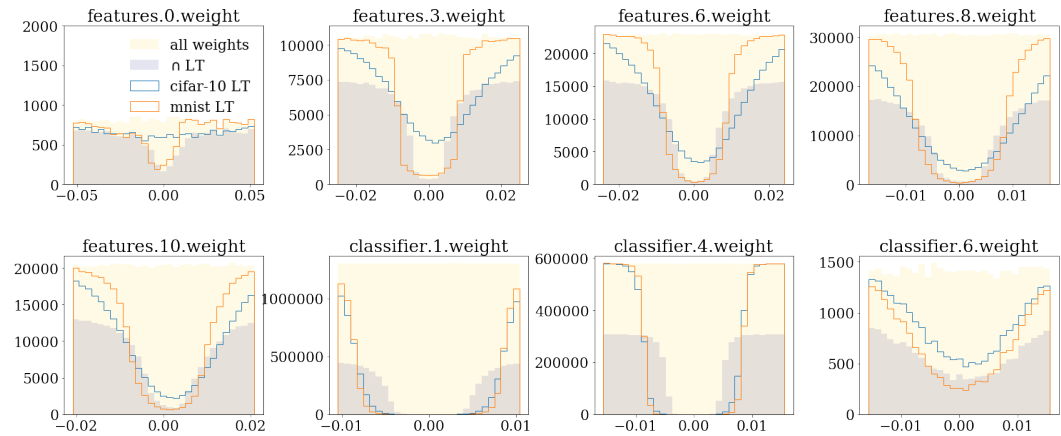 features.0.weight
2000
1500
1000
500
0
−0.05 0.00 0.05
all weights
∩ LT
cifar-10 LT
mnist LT
features.3.weight
10000
7500
5000
2500
0
−0.02 0.00 0.02
features.6.weight
20000
15000
10000
5000
0
−0.02 0.00 0.02
features.8.weight
30000
20000
10000
0
−0.01 0.00 0.01
features.10.weight
20000
15000
10000
5000
0
−0.02 0.00 0.02
classifier.1.weight
1000000
500000
0
−0.01 0.00 0.01
classifier.4.weight
600000
400000
200000
0
−0.01 0.00 0.01
classifier.6.weight
1500
1000
500
0
−0.01 0.00 0.01